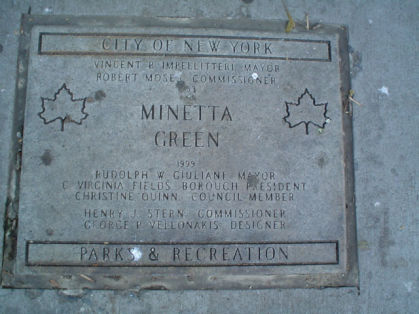 CITY OF NEW YORK
VINCENT R IMPELLITTERI MAYOR
ROBERT MOSES COMMISSIONER
MINETTA
GREEN
1999
RUDOLPH W GIULIANI MAYOR
C VIRGINIA FIELDS BOROUGH PRESIDENT
CHRISTINE QUINN COUNCIL MEMBER
HENRY J STERN COMMISSIONER
GEORGE P VELLONAKIS DESIGNER
PARKS & RECREATION